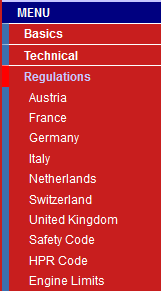 MENU
Basics
Technical
Regulations
Austria
France
Germany
Italy
Netherlands
Switzerland
United Kingdom
Safety Code
HPR Code
Engine Limits